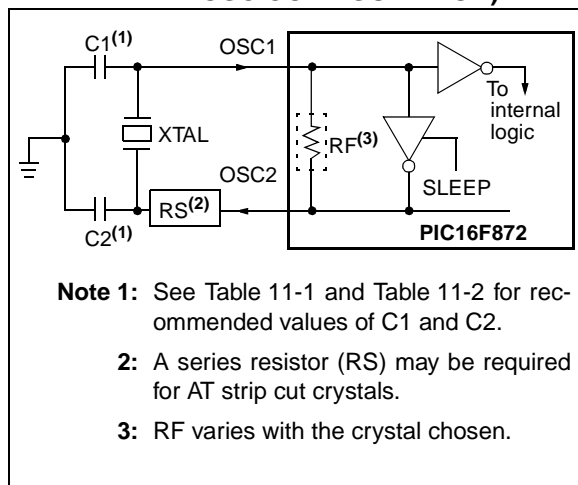 C1(1)
OSC1
To
internal
logic
XTAL
RF(3)
OSC2
SLEEP
RS(2)
C2(1)
PIC16F872
Note 1: See Table 11-1 and Table 11-2 for rec-
ommended values of C1 and C2.
2: A series resistor (RS) may be required
for AT strip cut crystals.
3: RF varies with the crystal chosen.